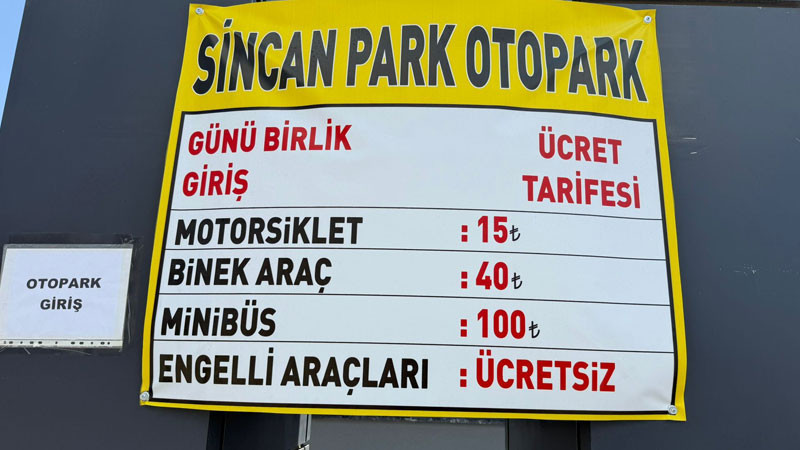 SİNCAN PARK OTOPARK
GÜNÜ BİRLİK GİRİŞ
ÜCRET TARİFESİ
MOTORSİKLET : 15₺
BİNEK ARAÇ : 40₺
MİNİBÜS : 100₺
ENGELLİ ARAÇLARI : ÜCRETSİZ
OTOPARK
GİRİŞ